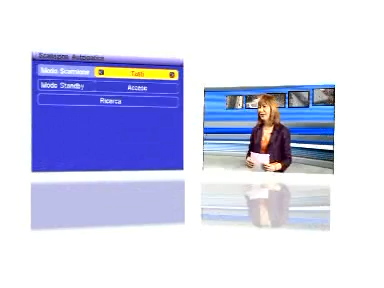 Scansione Automatica
Modo Scansione Tutti
Modo Standby Acceso
Ricerca